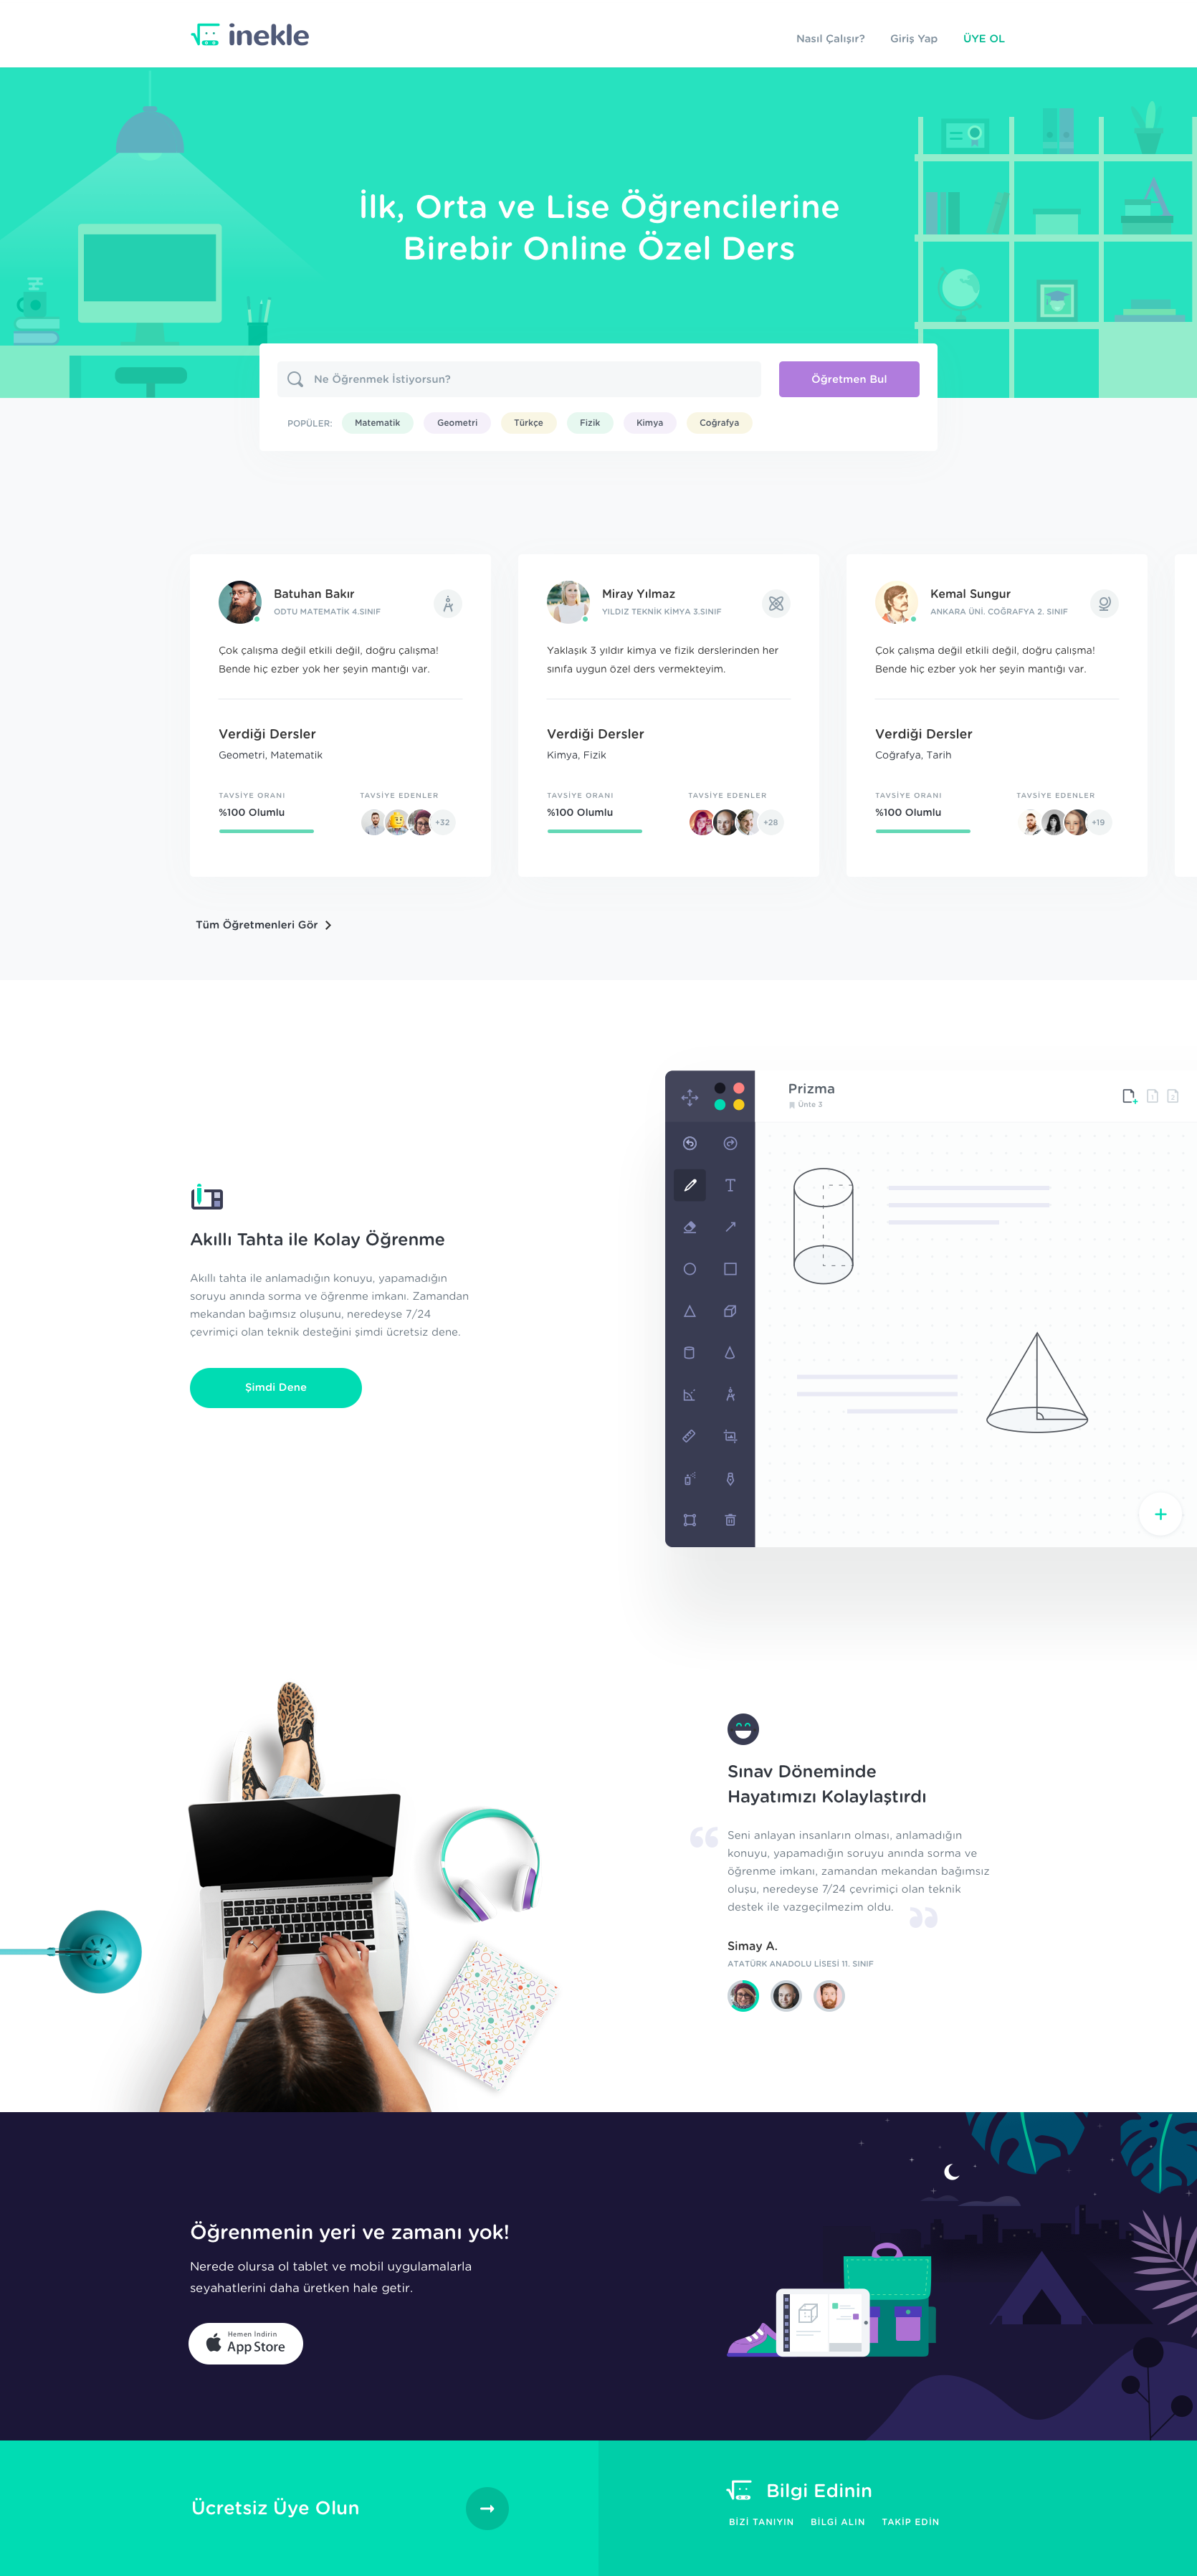 inekle
Nasıl Çalışır?
Giriş Yap
ÜYE OL
İlk, Orta ve Lise Öğrencilerine
Birebir Online Özel Ders
Ne Öğrenmek İstiyorsun?
Öğretmen Bul
POPÜLER:
Matematik
Geometri
Türkçe
Fizik
Kimya
Coğrafya
Batuhan Bakır
ODTU MATEMATİK 4.SINIF
Çok çalışma değil etkili değil, doğru çalışma!
Bende hiç ezber yok her şeyin mantığı var.
Verdiği Dersler
Geometri, Matematik
TAVSİYE ORANI
%100 Olumlu
TAVSİYE EDENLER
+32
Miray Yılmaz
YILDIZ TEKNİK KİMYA 3.SINIF
Yaklaşık 3 yıldır kimya ve fizik derslerinden her
sınıfa uygun özel ders vermekteyim.
Verdiği Dersler
Kimya, Fizik
TAVSİYE ORANI
%100 Olumlu
TAVSİYE EDENLER
+28
Kemal Sungur
ANKARA ÜNİ. COĞRAFYA 2. SINIF
Çok çalışma değil etkili değil, doğru çalışma!
Bende hiç ezber yok her şeyin mantığı var.
Verdiği Dersler
Coğrafya, Tarih
TAVSİYE ORANI
%100 Olumlu
TAVSİYE EDENLER
+19
Tüm Öğretmenleri Gör
Prizma
Ünte 3
1
2
Akıllı Tahta ile Kolay Öğrenme
Akıllı tahta ile anlamadığın konuyu, yapamadığın
soruyu anında sorma ve öğrenme imkanı. Zamandan
mekandan bağımsız oluşunu, neredeyse 7/24
çevrimiçi olan teknik desteğini şimdi ücretsiz dene.
Şimdi Dene
Sınav Döneminde
Hayatımızı Kolaylaştırdı
“
Seni anlayan insanların olması, anlamadığın
konuyu, yapamadığın soruyu anında sorma ve
öğrenme imkanı, zamandan mekandan bağımsız
oluşu, neredeyse 7/24 çevrimiçi olan teknik
destek ile vazgeçilmezim oldu.
”
Simay A.
ATATÜRK ANADOLU LİSESİ 11. SINIF
Öğrenmenin yeri ve zamanı yok!
Nerede olursa ol tablet ve mobil uygulamalarla
seyahatlerini daha üretken hale getir.
Hemen İndirin
App Store
Ücretsiz Üye Olun
Bilgi Edinin
BİZİ TANIYIN
BİLGİ ALIN
TAKİP EDİN